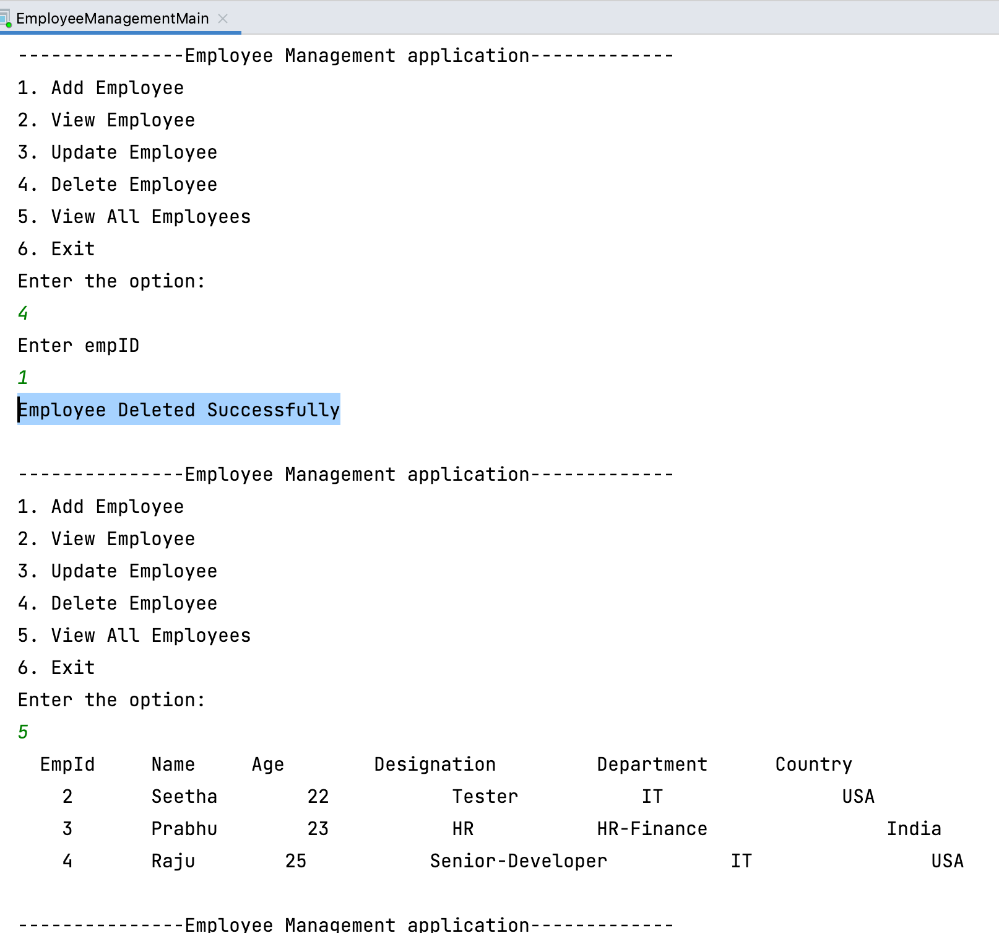 EmployeeManagementMain
---------------Employee Management application-------------
1. Add Employee
2. View Employee
3. Update Employee
4. Delete Employee
5. View All Employees
6. Exit
Enter the option:
4
Enter empID
1
Employee Deleted Successfully
---------------Employee Management application-------------
1. Add Employee
2. View Employee
3. Update Employee
4. Delete Employee
5. View All Employees
6. Exit
Enter the option:
5
EmpId Name Age Designation Department Country
2 Seetha 22 Tester IT USA
3 Prabhu 23 HR HR-Finance India
4 Raju 25 Senior-Developer IT USA
---------------Employee Management application-------------